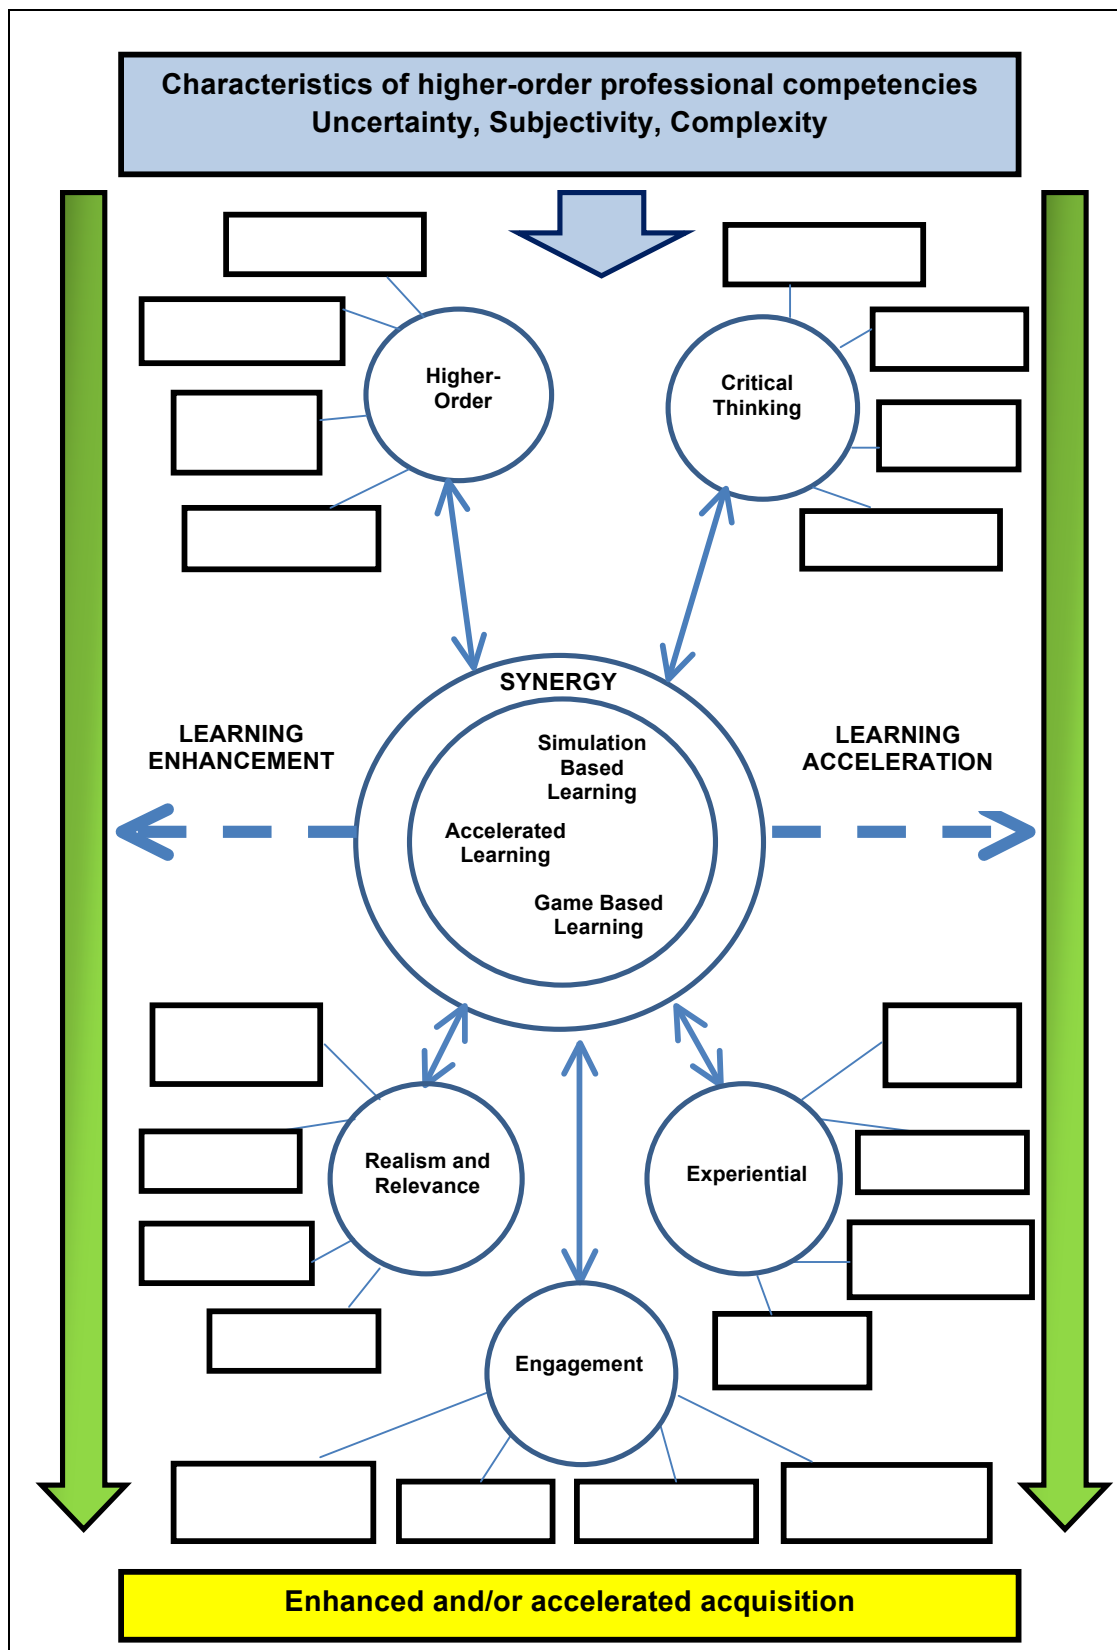 Characteristics of higher-order professional competencies
Uncertainty, Subjectivity, Complexity
Higher-
Order
Critical
Thinking
SYNERGY
LEARNING
ENHANCEMENT
Simulation
Based
Learning
LEARNING
ACCELERATION
Accelerated
Learning
Game Based
Learning
Realism and
Relevance
Experiential
Engagement
Enhanced and/or accelerated acquisition